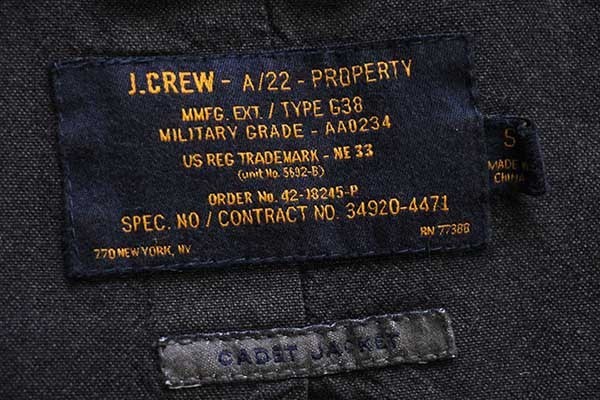 J.CREW - A/22 - PROPERTY
MMFG. EXT. / TYPE G38
MILITARY GRADE - AA0234
US REG TRADEMARK - NE 33
(unit No. 5692-B)
ORDER No. 42-18245-P
SPEC. NO / CONTRACT NO. 34920-4471
770 NEW YORK, NY
RN 77388
S
MADE IN
CHINA
CADET JACKET